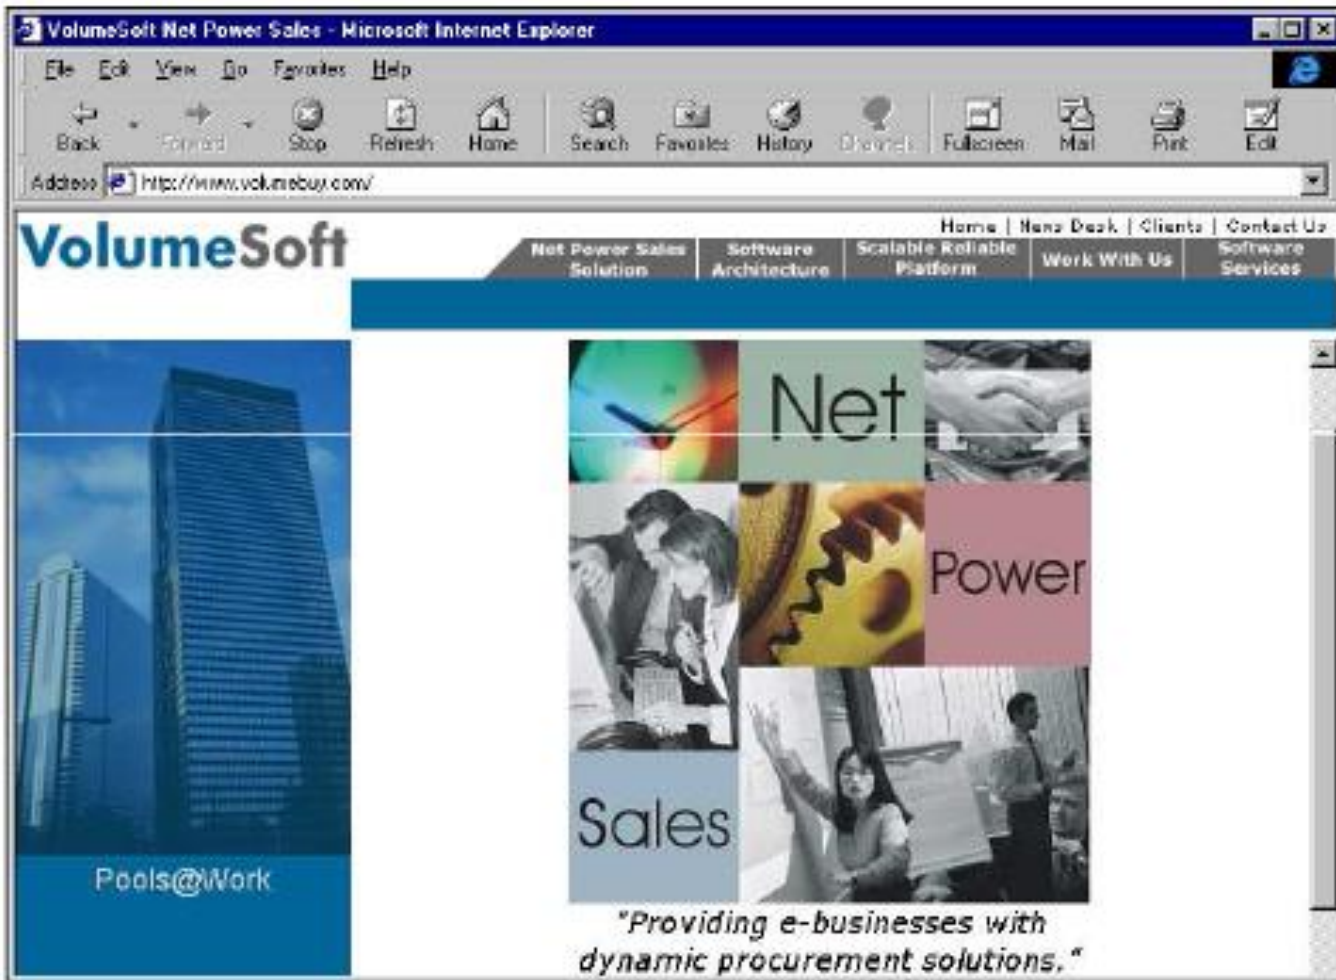 VolumeSoft Net Power Sales - Microsoft Internet Explorer
File Edit View Go Favorites Help
Back Forward Stop Refresh Home Search Favorites History Channels Fullscreen Mail Print Edit
Address http://www.volumebuy.com/
Home | News Desk | Clients | Contact Us
VolumeSoft
Net Power Sales Solution
Software Architecture
Scalable Reliable Platform
Work With Us
Software Services
Net
Power
Sales
Pools@Work
"Providing e-businesses with
dynamic procurement solutions."